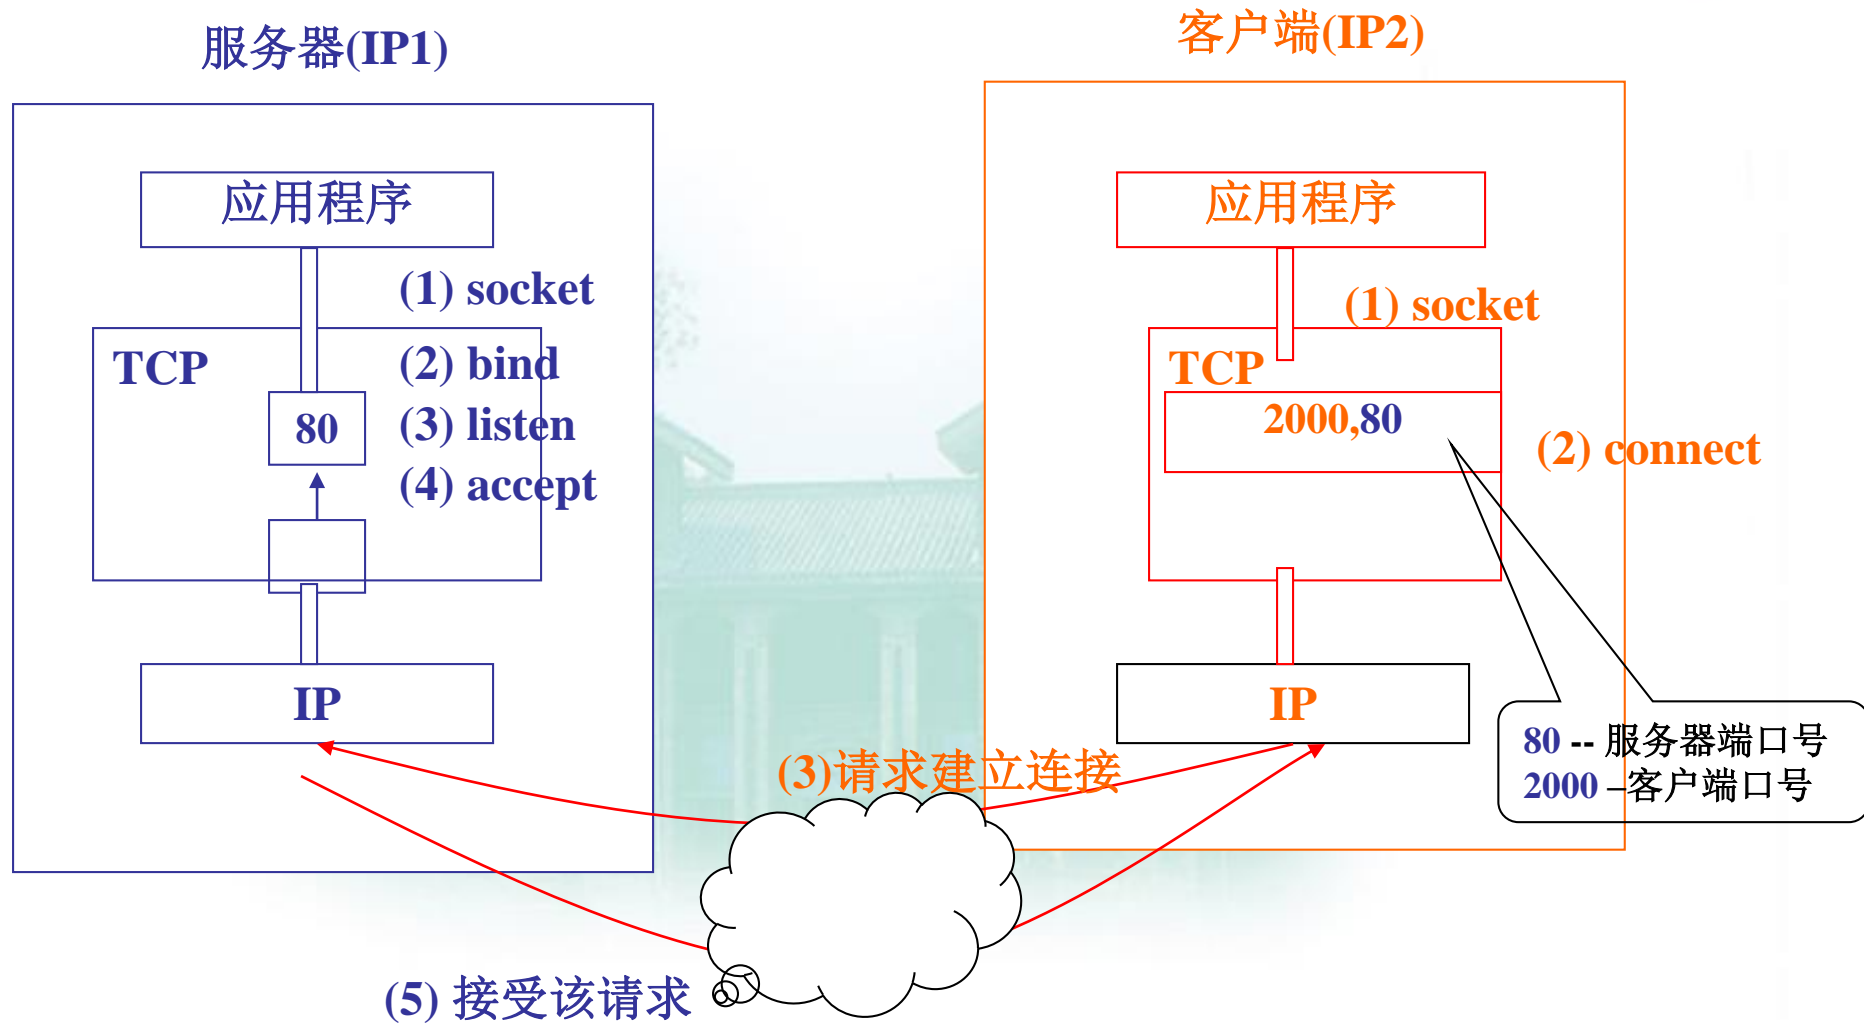 服务器(IP1)
应用程序
(1) socket
TCP
(2) bind
80
(3) listen
(4) accept
IP
客户端(IP2)
应用程序
(1) socket
TCP
2000,80
(2) connect
IP
80 -- 服务器端口号
2000 –客户端口号
(3)请求建立连接
(5) 接受该请求